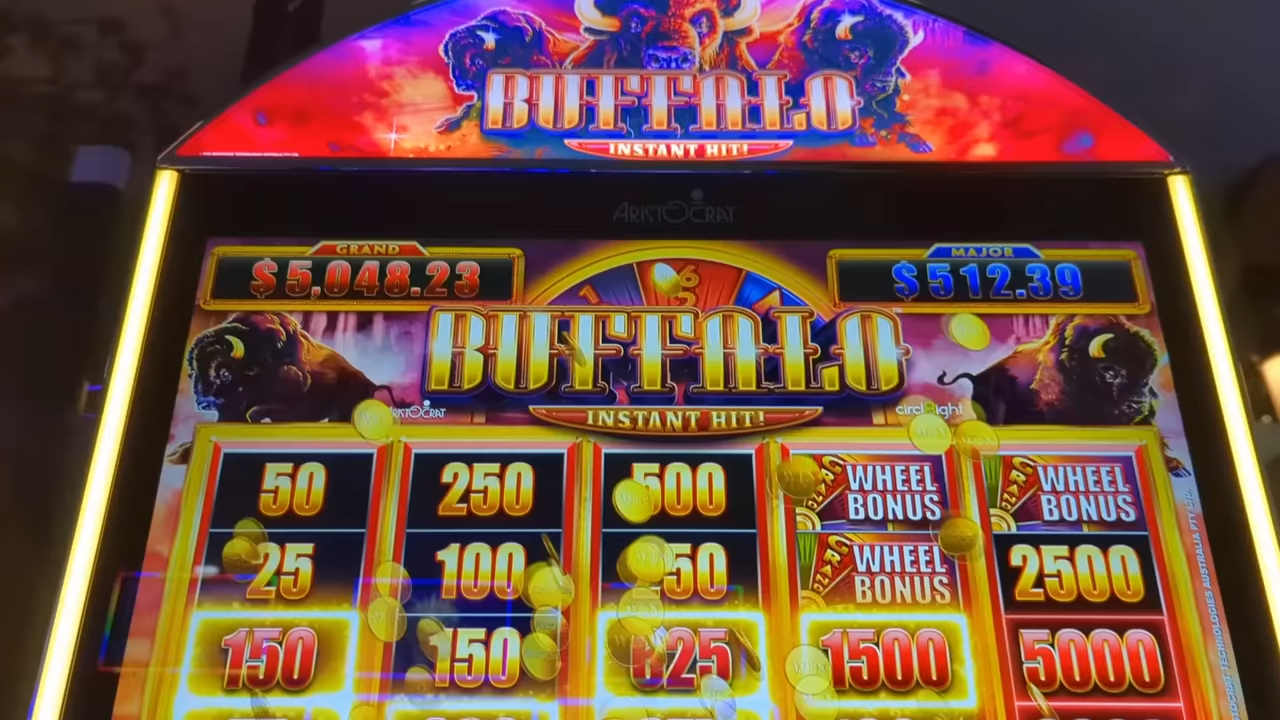 BUFFALO
INSTANT HIT!
ARISTOCRAT
GRAND
$5,048.23
MAJOR
$512.39
6
BUFFALO
INSTANT HIT!
ARISTOCRAT
50
250
500
WHEEL
BONUS
WHEEL
BONUS
25
100
WHEEL
BONUS
2500
150
150
1500
5000